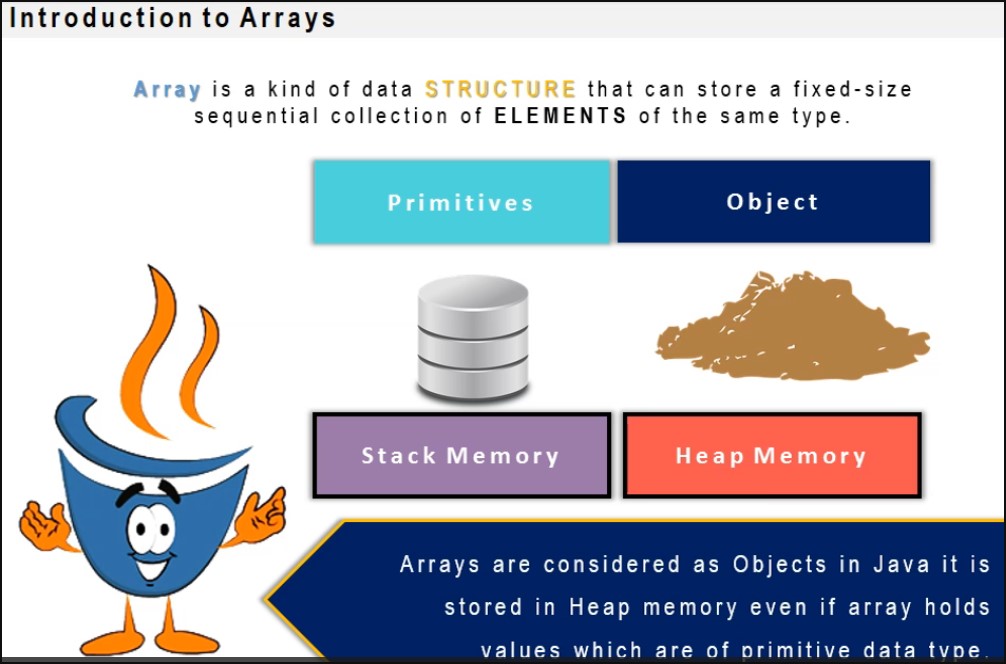 Introduction to Arrays
Array is a kind of data STRUCTURE that can store a fixed-size
sequential collection of ELEMENTS of the same type.
Primitives
Object
Stack Memory
Heap Memory
Arrays are considered as Objects in Java it is
stored in Heap memory even if array holds
values which are of primitive data type.